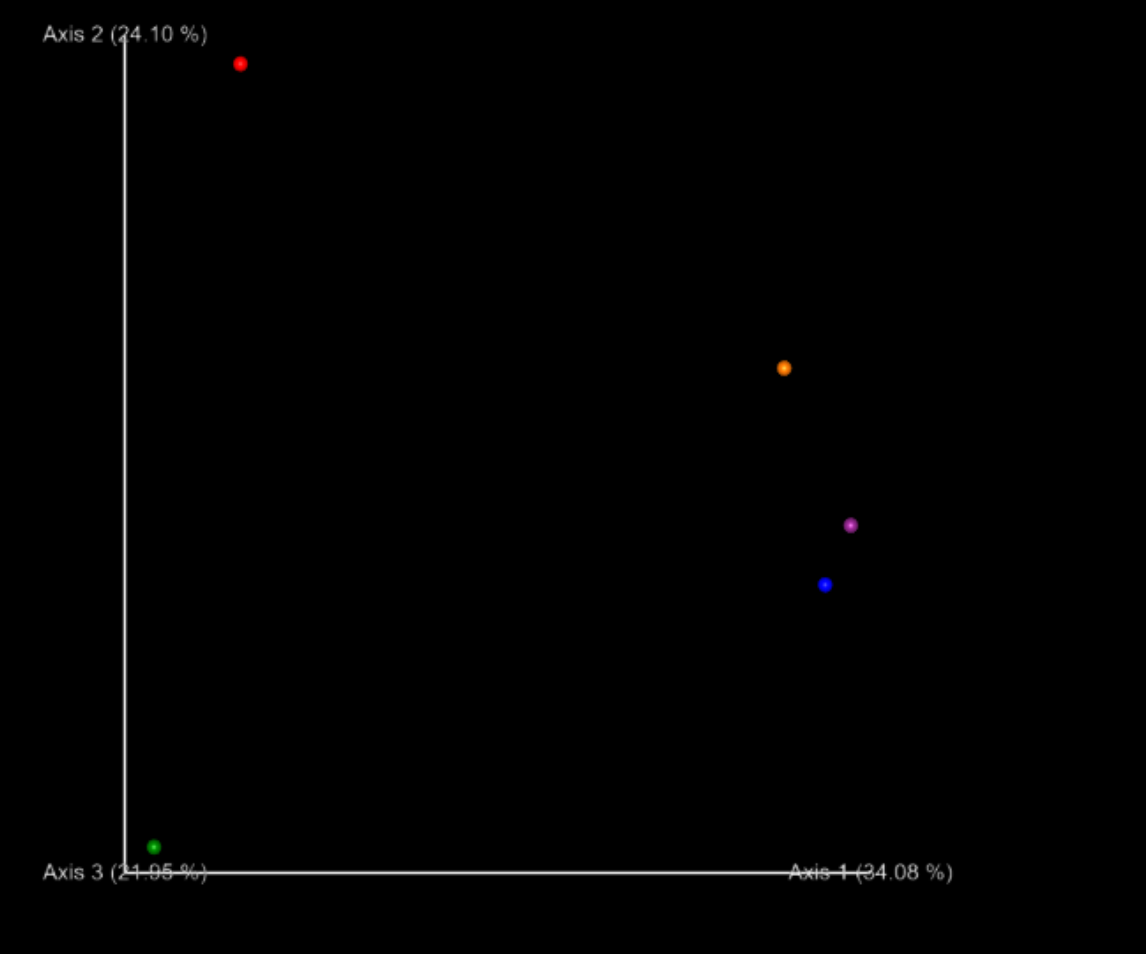 Axis 2 (24.10 %)
Axis 3 (21.95 %)
Axis 1 (34.08 %)